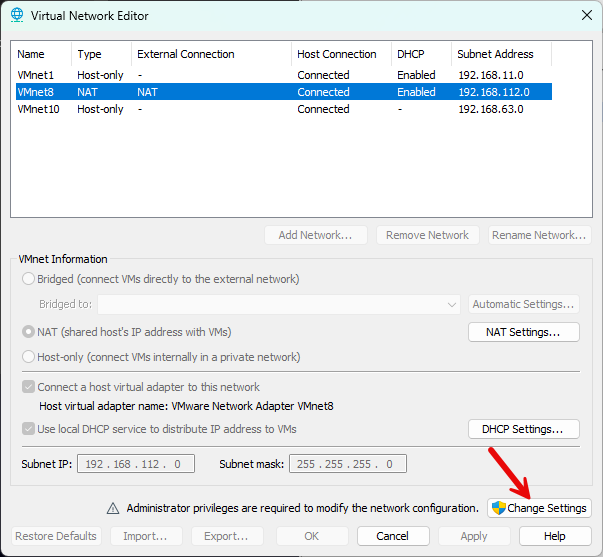 Virtual Network Editor
Name Type External Connection Host Connection DHCP Subnet Address
VMnet1 Host-only - Connected Enabled 192.168.11.0
VMnet8 NAT NAT Connected Enabled 192.168.112.0
VMnet10 Host-only - Connected - 192.168.63.0
Add Network... Remove Network Rename Network...
VMnet Information
Bridged (connect VMs directly to the external network)
Bridged to: Automatic Settings...
NAT (shared host's IP address with VMs) NAT Settings...
Host-only (connect VMs internally in a private network)
Connect a host virtual adapter to this network
Host virtual adapter name: VMware Network Adapter VMnet8
Use local DHCP service to distribute IP address to VMs DHCP Settings...
Subnet IP: 192 . 168 . 112 . 0 Subnet mask: 255 . 255 . 255 . 0
Administrator privileges are required to modify the network configuration. Change Settings
Restore Defaults Import... Export... OK Cancel Apply Help